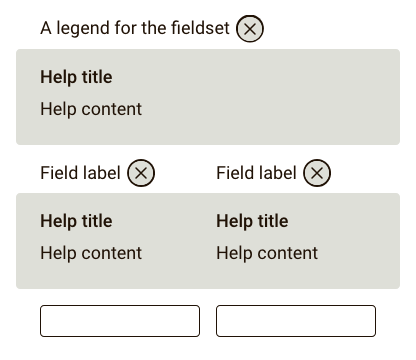 A legend for the fieldset
Help title
Help content
Field label Field label
Help title Help title
Help content Help content